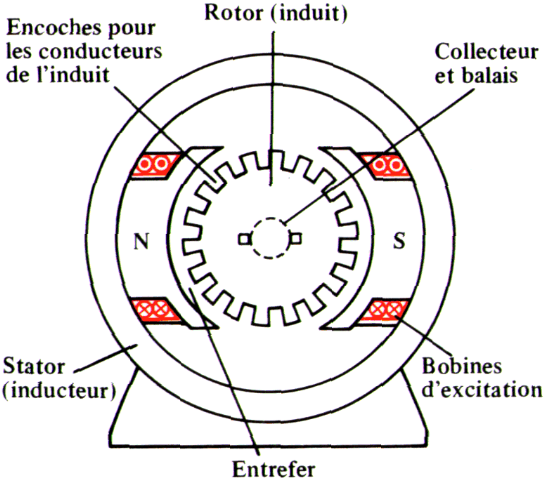 Rotor (induit)
Encoches pour
les conducteurs
de l'induit
Collecteur
et balais
N
S
Stator
(inducteur)
Bobines
d'excitation
Entrefer